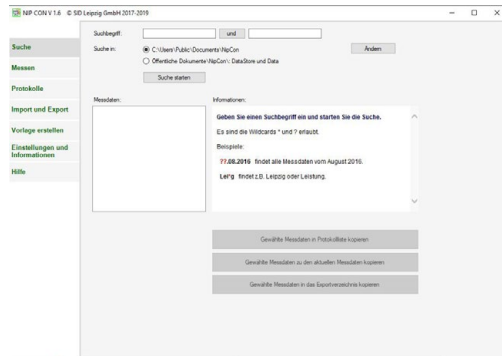 NIP CON V 1.6 © SID Leipzig GmbH 2017-2019
Suche
Messen
Protokolle
Import und Export
Vorlage erstellen
Einstellungen und
Informationen
Hilfe
Suchbegriff:
und
Suche in:
C:\Users\Public\Documents\NipCon
Ändern
Öffentliche Dokumente\NipCon\: DataStore und Data
Suche starten
Messdaten:
Informationen:
Geben Sie einen Suchbegriff ein und starten Sie die Suche.
Es sind die Wildcards * und ? erlaubt.
Beispiele:
??.08.2016 findet alle Messdaten vom August 2016.
Lei*g findet z.B. Leipzig oder Leistung.
Gewählte Messdaten in Protokollliste kopieren
Gewählte Messdaten zu den aktuellen Messdaten kopieren
Gewählte Messdaten in das Exportverzeichnis kopieren